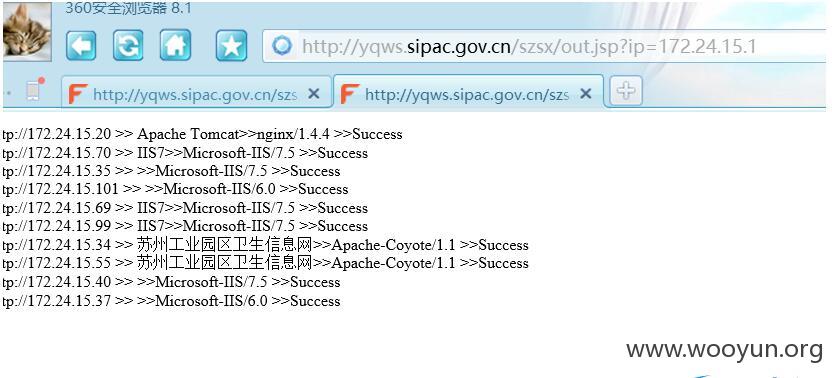 360安全浏览器 8.1
http://yqws.sipac.gov.cn/szsx/out.jsp?ip=172.24.15.1
http://yqws.sipac.gov.cn/szs
http://yqws.sipac.gov.cn/szs
tp://172.24.15.20 >> Apache Tomcat>>nginx/1.4.4 >>Success
tp://172.24.15.70 >> IIS7>>Microsoft-IIS/7.5 >>Success
tp://172.24.15.35 >> >>Microsoft-IIS/7.5 >>Success
tp://172.24.15.101 >> >>Microsoft-IIS/6.0 >>Success
tp://172.24.15.69 >> IIS7>>Microsoft-IIS/7.5 >>Success
tp://172.24.15.99 >> IIS7>>Microsoft-IIS/7.5 >>Success
tp://172.24.15.34 >> 苏州工业园区卫生信息网>>Apache-Coyote/1.1 >>Success
tp://172.24.15.55 >> 苏州工业园区卫生信息网>>Apache-Coyote/1.1 >>Success
tp://172.24.15.40 >> >>Microsoft-IIS/7.5 >>Success
tp://172.24.15.37 >> >>Microsoft-IIS/6.0 >>Success
www.wooyun.org